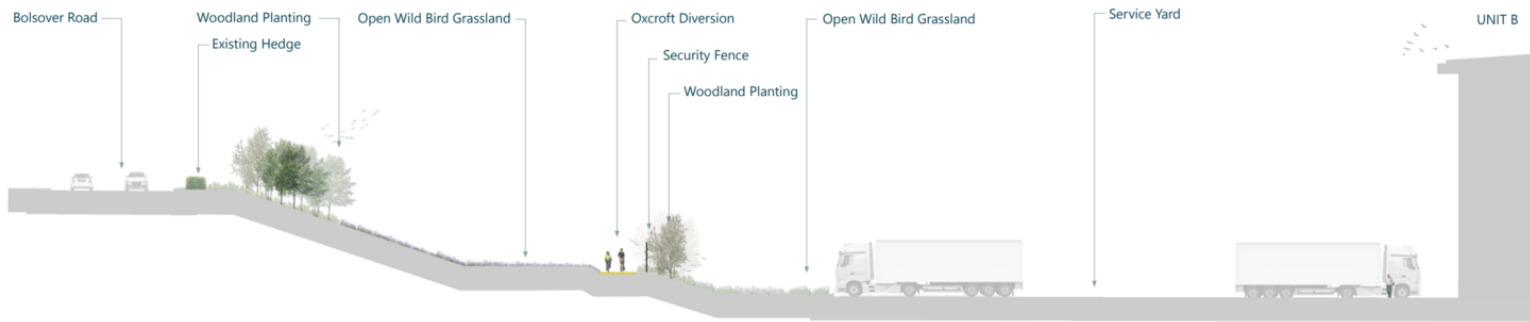 Bolsover Road
Woodland Planting
Open Wild Bird Grassland
Oxcroft Diversion
Open Wild Bird Grassland
Service Yard
UNIT B
Existing Hedge
Security Fence
Woodland Planting